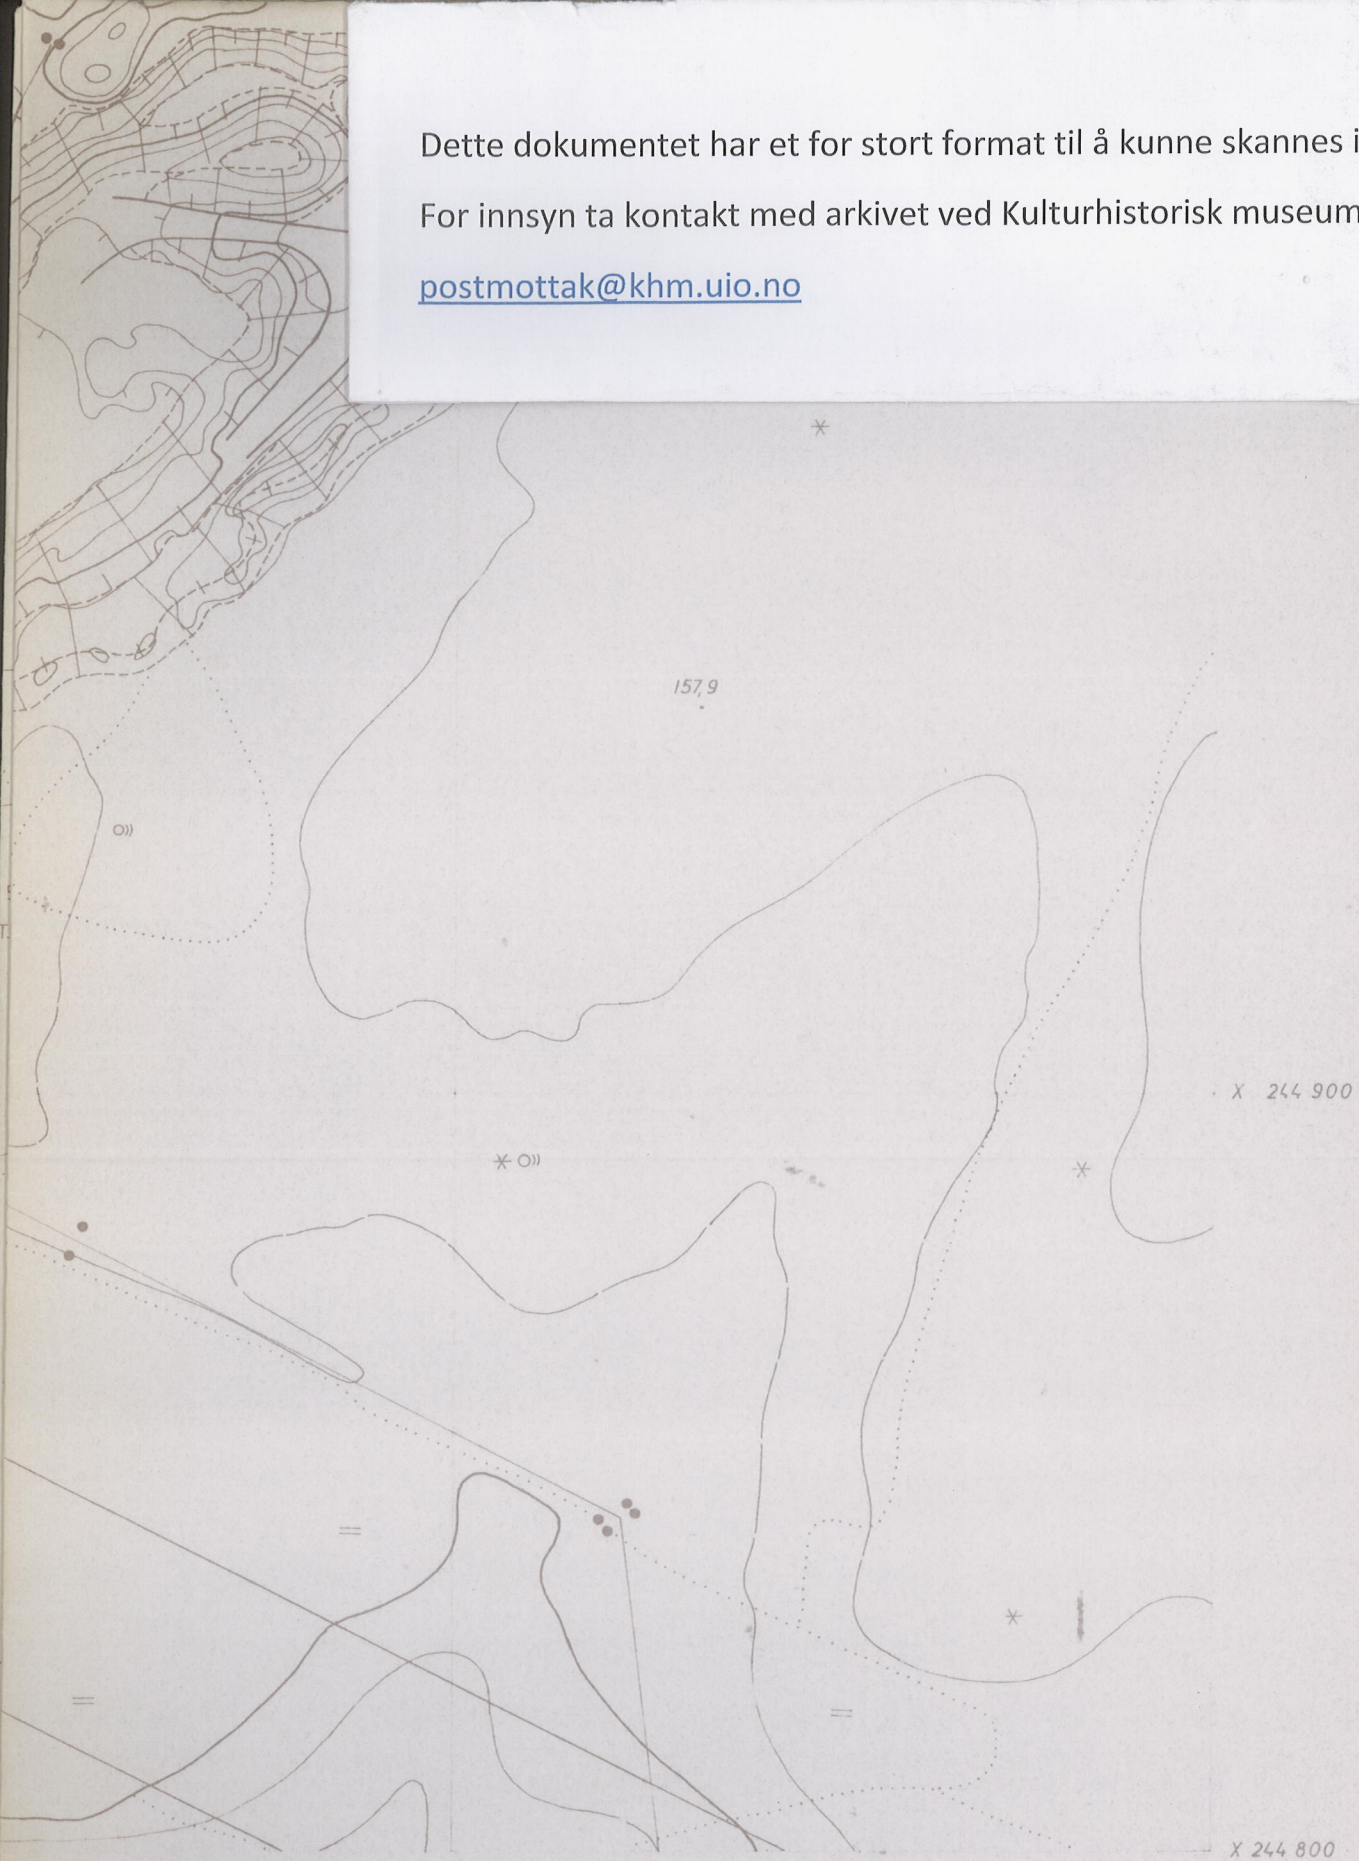 Dette dokumentet har et for stort format til å kunne skannes i
For innsyn ta kontakt med arkivet ved Kulturhistorisk museum
postmottak@khm.uio.no
157,9
X 244 900
X 244 800